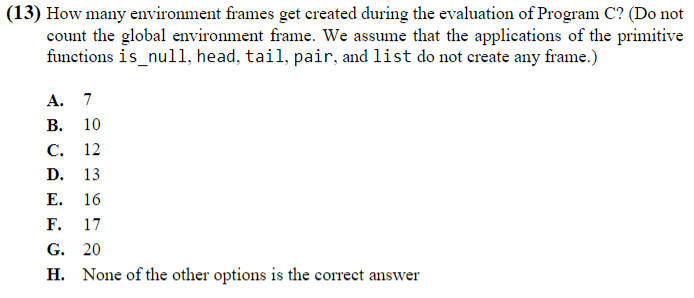 (13) How many environment frames get created during the evaluation of Program C? (Do not
count the global environment frame. We assume that the applications of the primitive
functions is_null, head, tail, pair, and list do not create any frame.)
A. 7
B. 10
C. 12
D. 13
E. 16
F. 17
G. 20
H. None of the other options is the correct answer